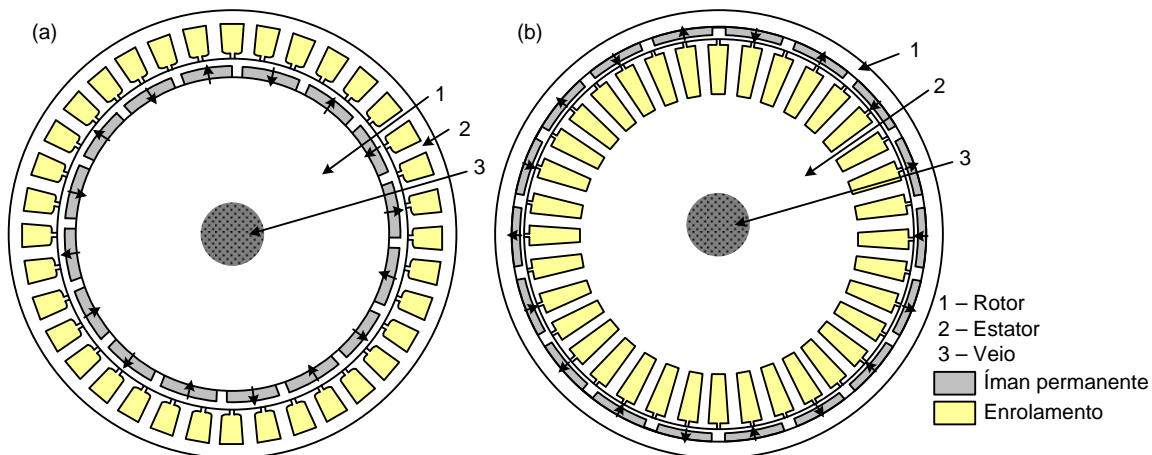 (a)
1
2
3
(b)
1
2
3
1 – Rotor
2 – Estator
3 – Veio
Íman permanente
Enrolamento